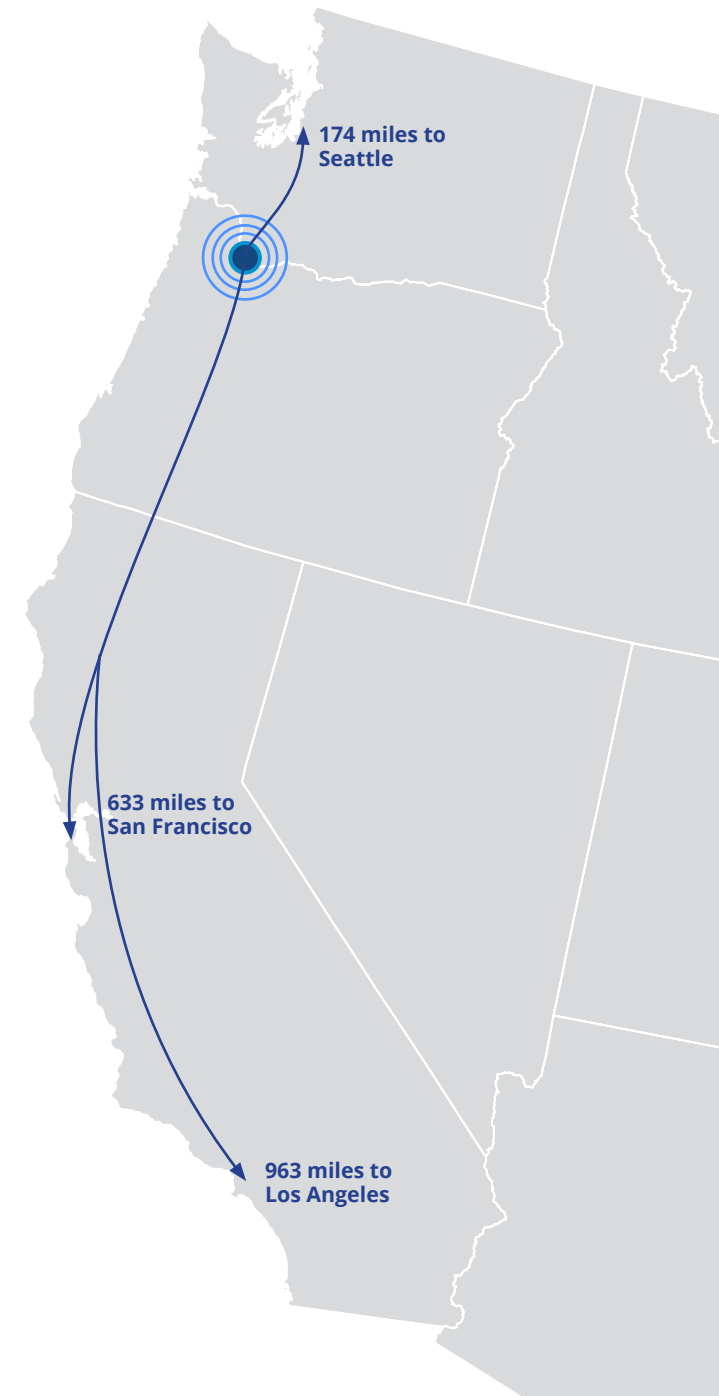 174 miles to
Seattle
633 miles to
San Francisco
963 miles to
Los Angeles